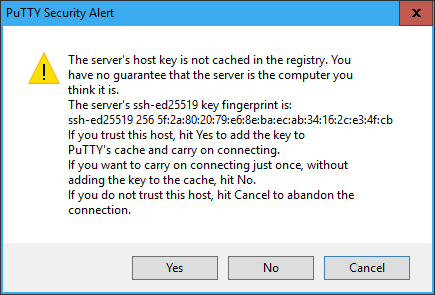 PuTTY Security Alert
The server's host key is not cached in the registry. You
have no guarantee that the server is the computer you
think it is.
The server's ssh-ed25519 key fingerprint is:
ssh-ed25519 256 5f:2a:80:20:79:e6:8e:ba:ec:ab:34:16:2c:e3:4f:cb
If you trust this host, hit Yes to add the key to
PuTTY's cache and carry on connecting.
If you want to carry on connecting just once, without
adding the key to the cache, hit No.
If you do not trust this host, hit Cancel to abandon the
connection.
Yes
No
Cancel